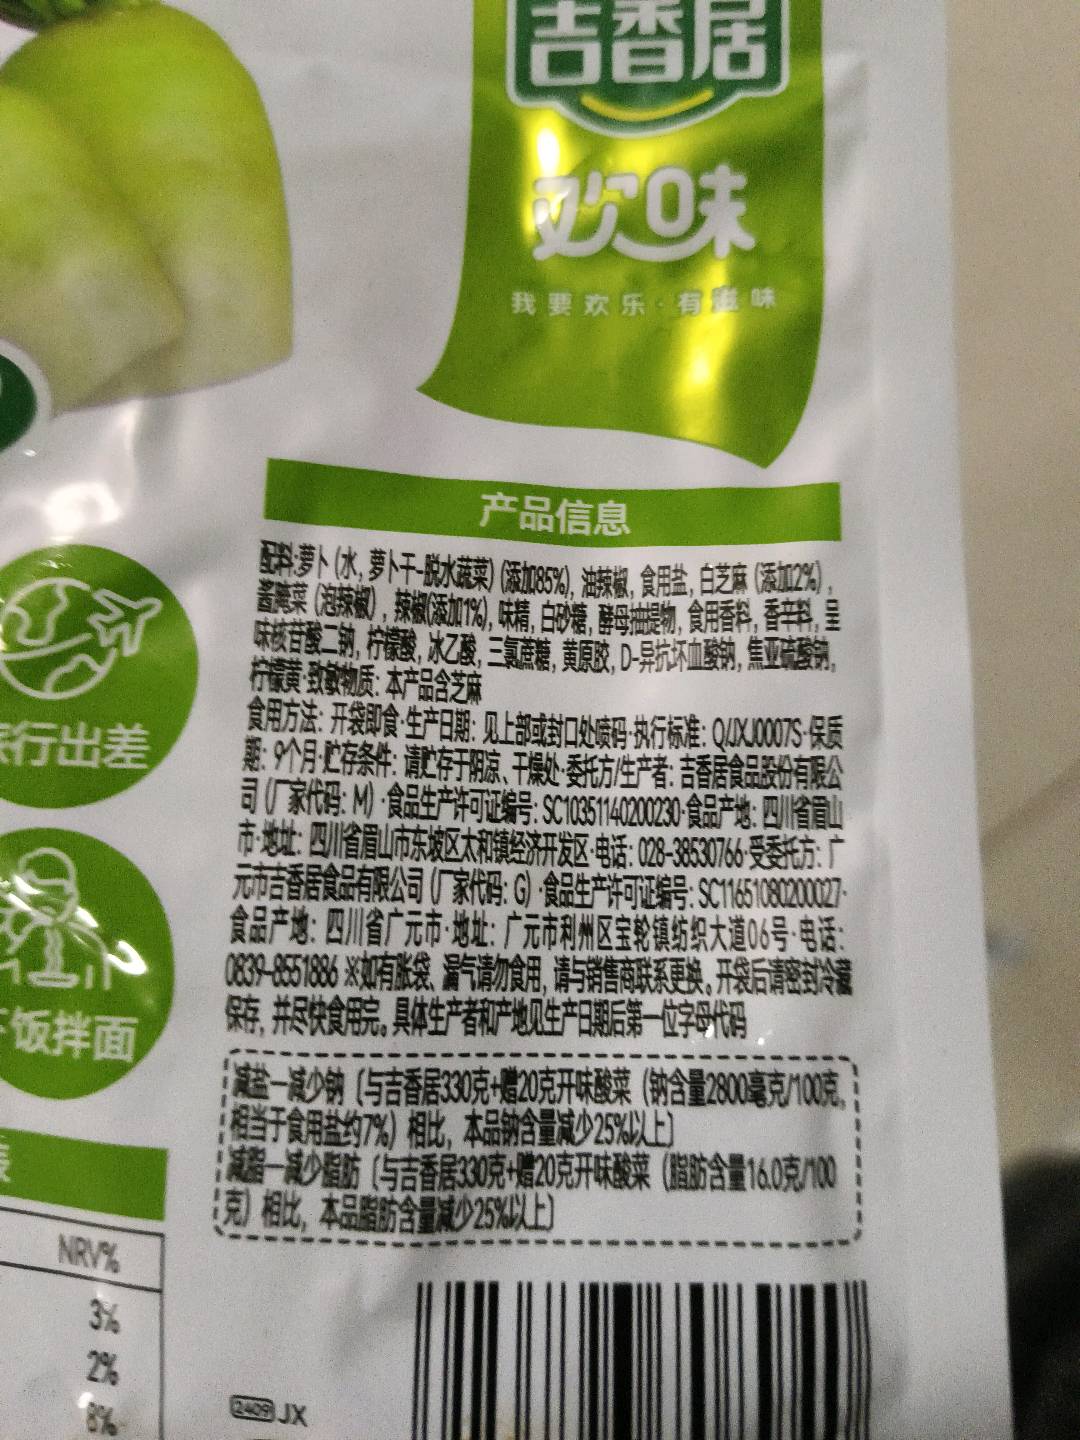 吉香居
欢味
我要欢乐·有滋味
产品信息
配料:萝卜(水,萝卜干-脱水蔬菜)(添加85%),油辣椒,食用盐,白芝麻(添加2%),
酱腌菜(泡辣椒),辣椒(添加1%),味精,白砂糖,酵母抽提物,食用香料,香辛料,呈
味核苷酸二钠,柠檬酸,冰乙酸,三氯蔗糖,黄原胶,D-异抗坏血酸钠,焦亚硫酸钠,
柠檬黄·致敏物质:本产品含芝麻
食用方法:开袋即食·生产日期:见上部或封口处喷码·执行标准:Q/JXJ0007S·保质
期:9个月·贮存条件:请贮存于阴凉、干燥处·委托方/生产者:吉香居食品股份有限公
司(厂家代码:M)·食品生产许可证编号:SC10351140200230·食品产地:四川省眉山
市·地址:四川省眉山市东坡区太和镇经济开发区·电话:028-38530766·受委托方:广
元市吉香居食品有限公司(厂家代码:G)·食品生产许可证编号:SC11651080200027·
食品产地:四川省广元市·地址:广元市利州区宝轮镇纺织大道06号·电话:
0839-8551886 ※如有胀袋、漏气请勿食用,请与销售商联系更换。开袋后请密封冷藏
保存,并尽快食用完。具体生产者和产地见生产日期后第一位字母代码
减盐—减少钠〔与吉香居330克+赠20克开味酸菜(钠含量2800毫克/100克,
相当于食用盐约7%)相比,本品钠含量减少25%以上〕
减脂—减少脂肪〔与吉香居330克+赠20克开味酸菜(脂肪含量16.0克/100
克)相比,本品脂肪含量减少25%以上〕
行出差
饭拌面
NRV%
3%
2%
8%
2409 JX